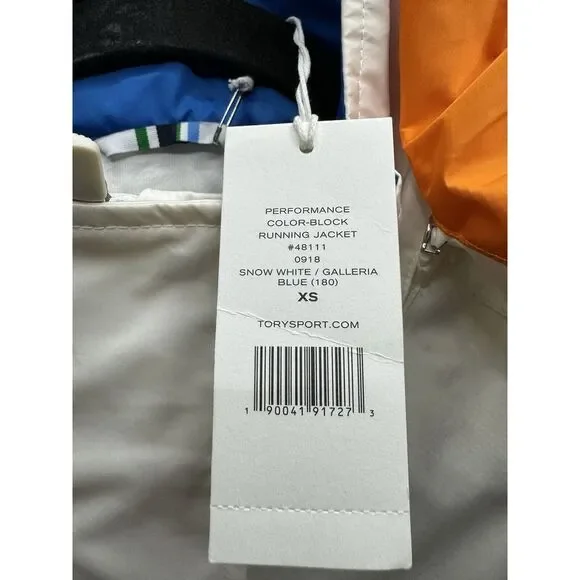 PERFORMANCE
COLOR-BLOCK
RUNNING JACKET
#48111
0918
SNOW WHITE / GALLERIA
BLUE (180)
XS
TORYSPORT.COM
1 90041 91727 3